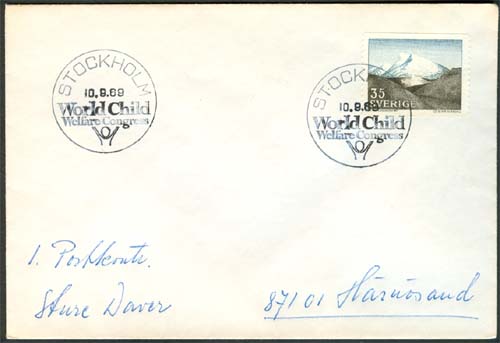 STOCKHOLM
10.9.69
World Child
Welfare Congress
STOCKHOLM
10.9.69
World Child
Welfare Congress
35
SVERIGE
1. Postkontr.
Sture Daver
87101 Härnösand